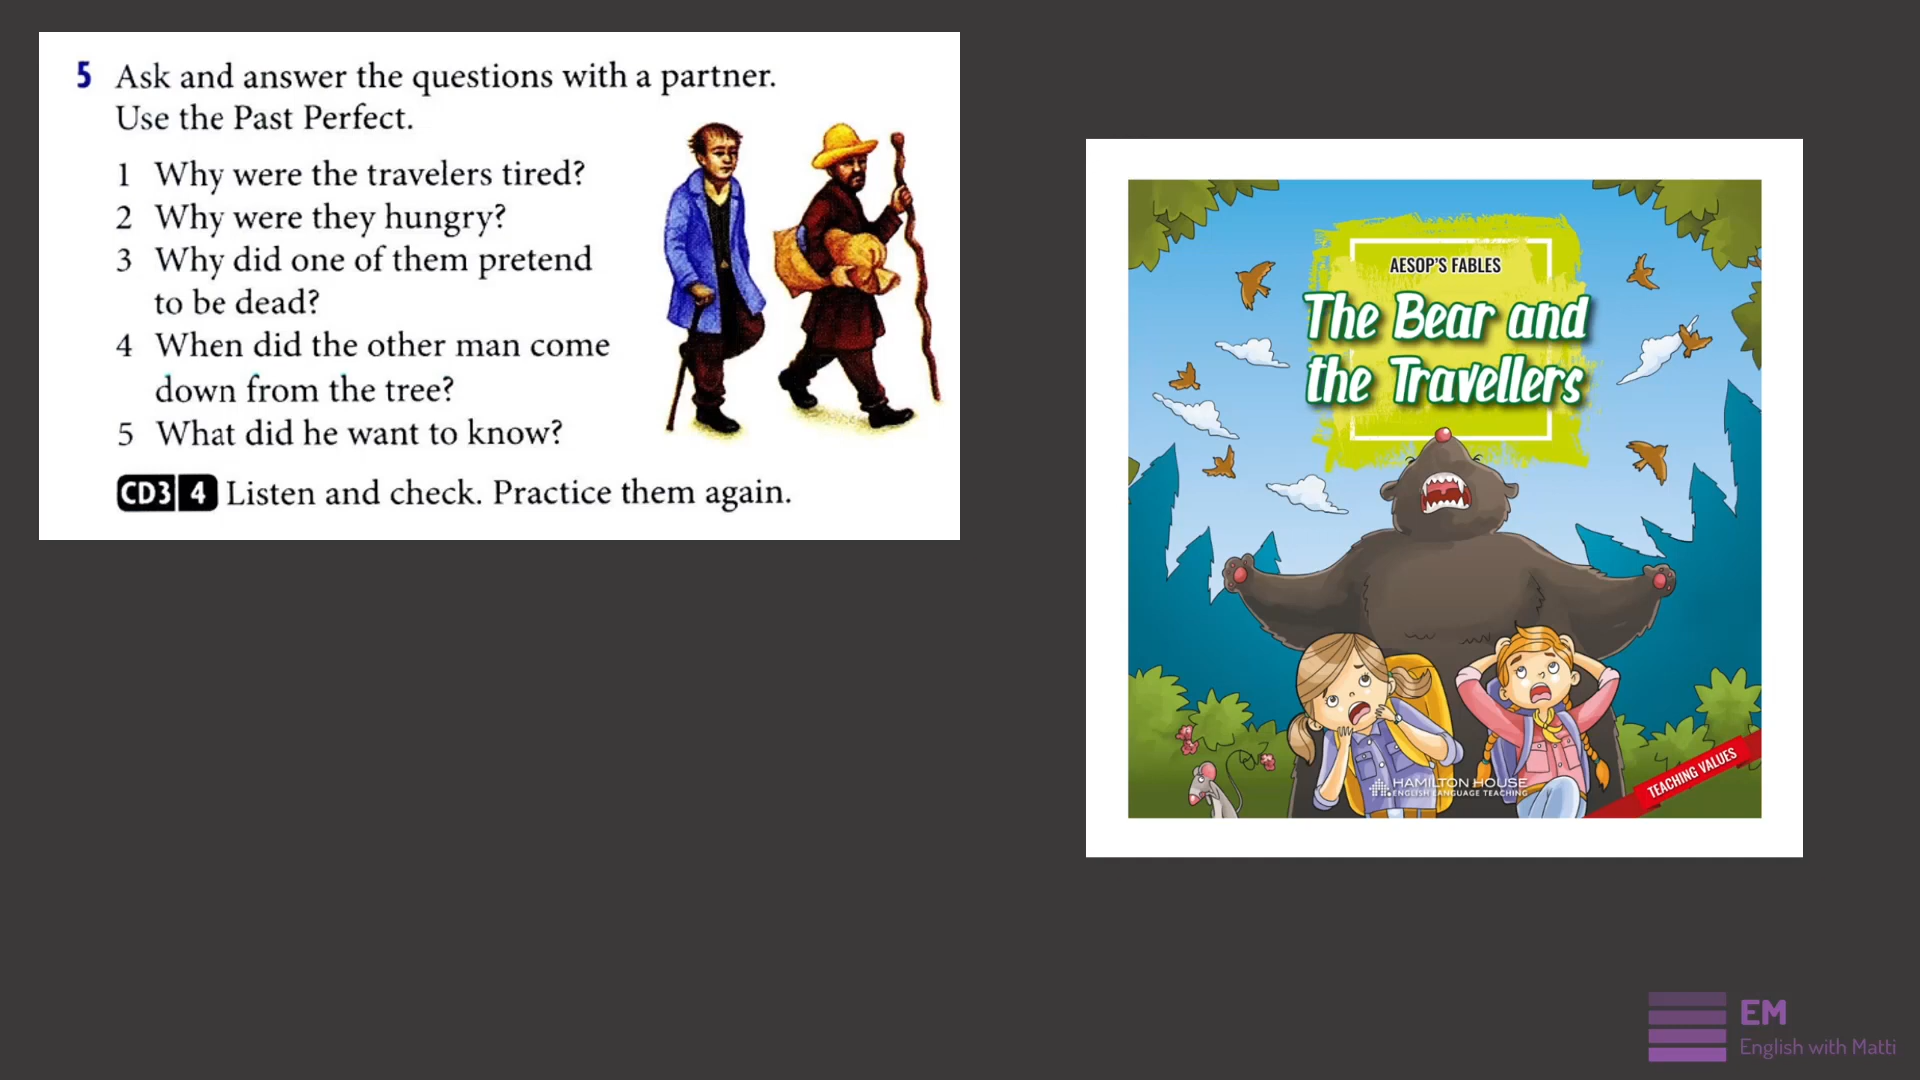 5 Ask and answer the questions with a partner.
Use the Past Perfect.
1 Why were the travelers tired?
2 Why were they hungry?
3 Why did one of them pretend
to be dead?
4 When did the other man come
down from the tree?
5 What did he want to know?
CD3 4 Listen and check. Practice them again.
AESOP'S FABLES
The Bear and
the Travellers
HAMILTON HOUSE
ENGLISH LANGUAGE TEACHING
TEACHING VALUES
EM
English with Matti